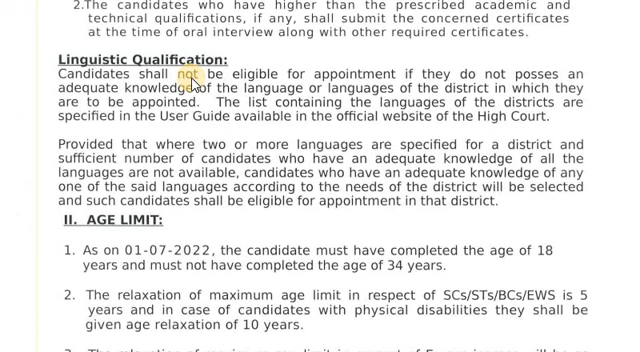 2.The candidates who have higher than the prescribed academic and
technical qualifications, if any, shall submit the concerned certificates
at the time of oral interview along with other required certificates.
Linguistic Qualification:
Candidates shall not be eligible for appointment if they do not posses an
adequate knowledge of the language or languages of the district in which they
are to be appointed. The list containing the languages of the districts are
specified in the User Guide available in the official website of the High Court.
Provided that where two or more languages are specified for a district and
sufficient number of candidates who have an adequate knowledge of all the
languages are not available, candidates who have an adequate knowledge of any
one of the said languages according to the needs of the district will be selected
and such candidates shall be eligible for appointment in that district.
II. AGE LIMIT:
1. As on 01-07-2022, the candidate must have completed the age of 18
years and must not have completed the age of 34 years.
2. The relaxation of maximum age limit in respect of SCs/STs/BCs/EWS is 5
years and in case of candidates with physical disabilities they shall be
given age relaxation of 10 years.